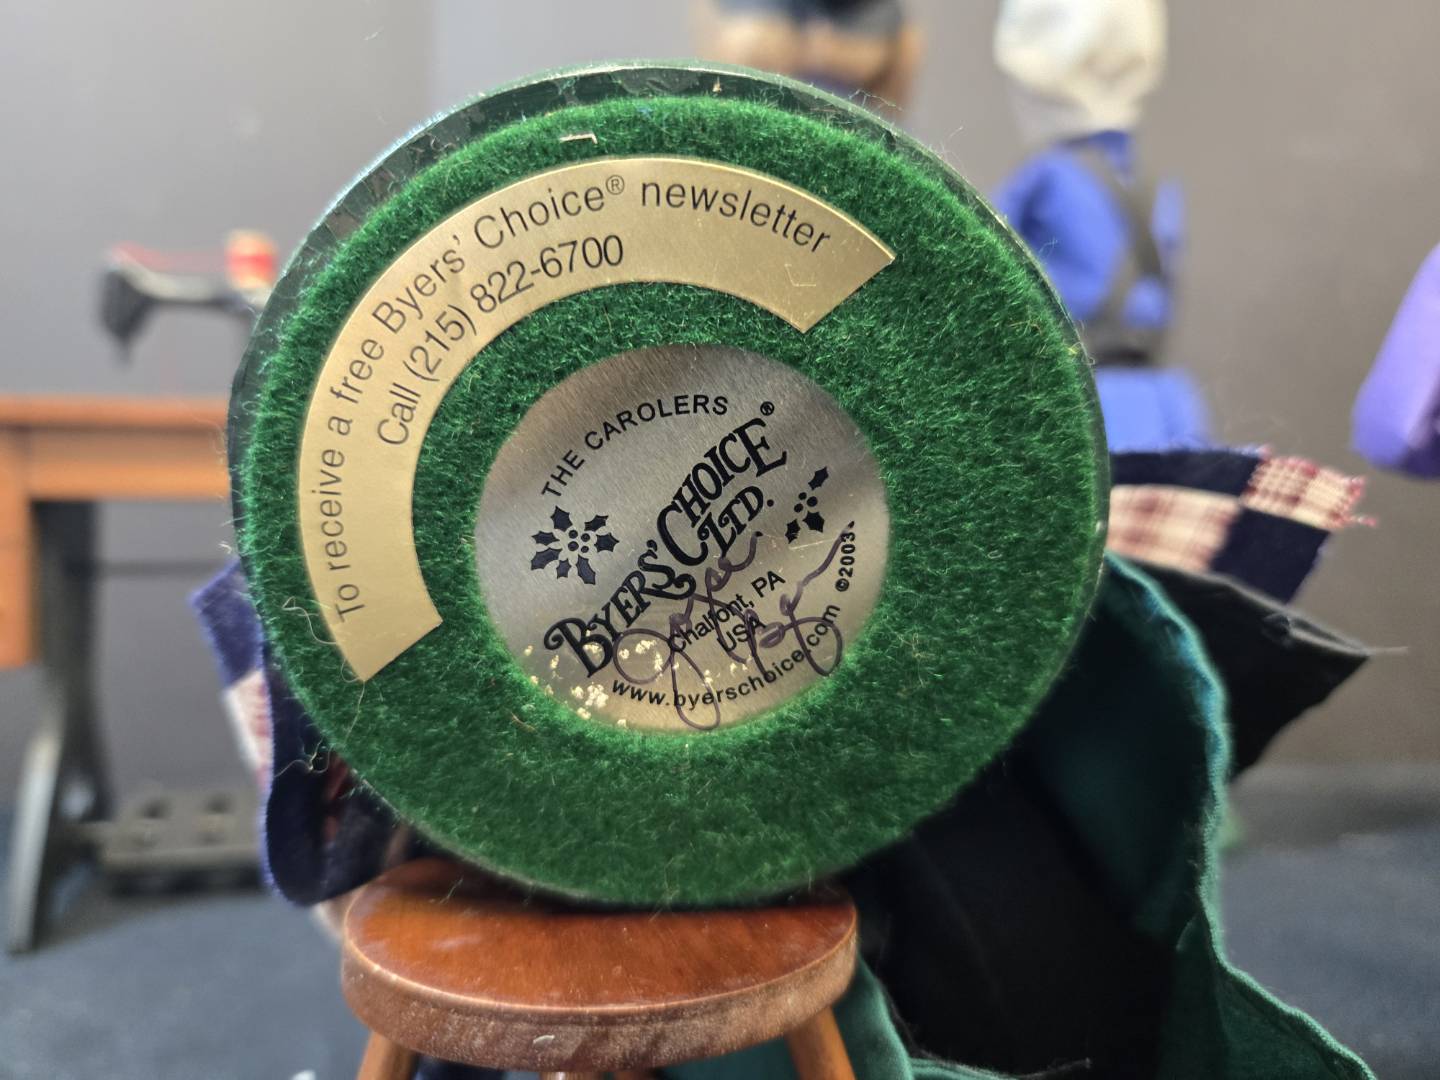 To receive a free Byers' Choice® newsletter
Call (215) 822-6700
THE CAROLERS
BYERS' CHOICE®
LTD.
Chalfont, PA
USA
www.byerschoice.com ©2003